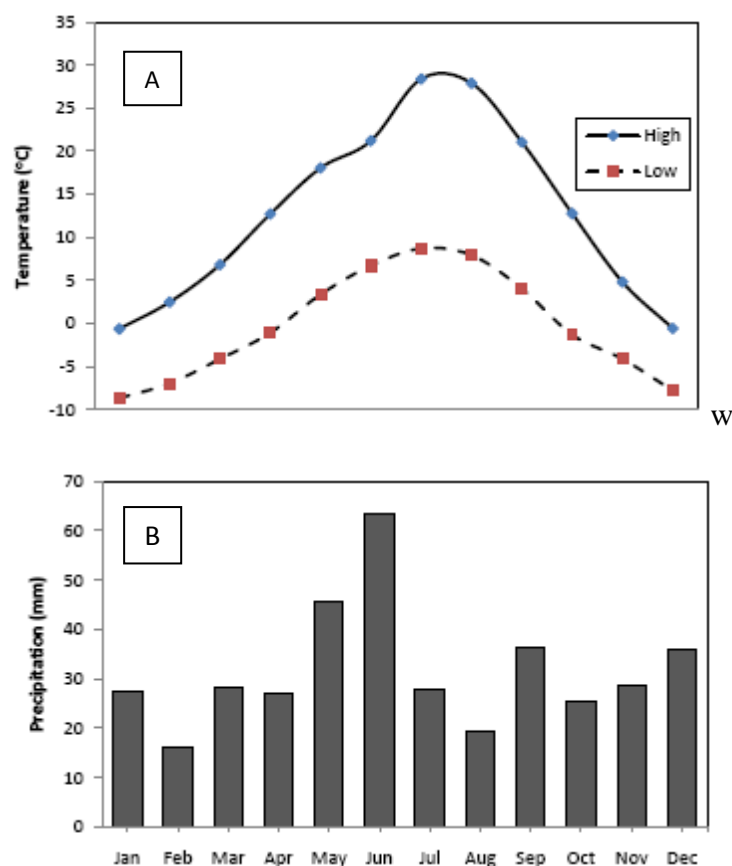 35
A
30
25
High
20
Low
15
Temperature (°C)
10
5
0
-5
-10
w
70
B
60
50
40
Precipitation (mm)
30
20
10
0
Jan Feb Mar Apr May Jun Jul Aug Sep Oct Nov Dec